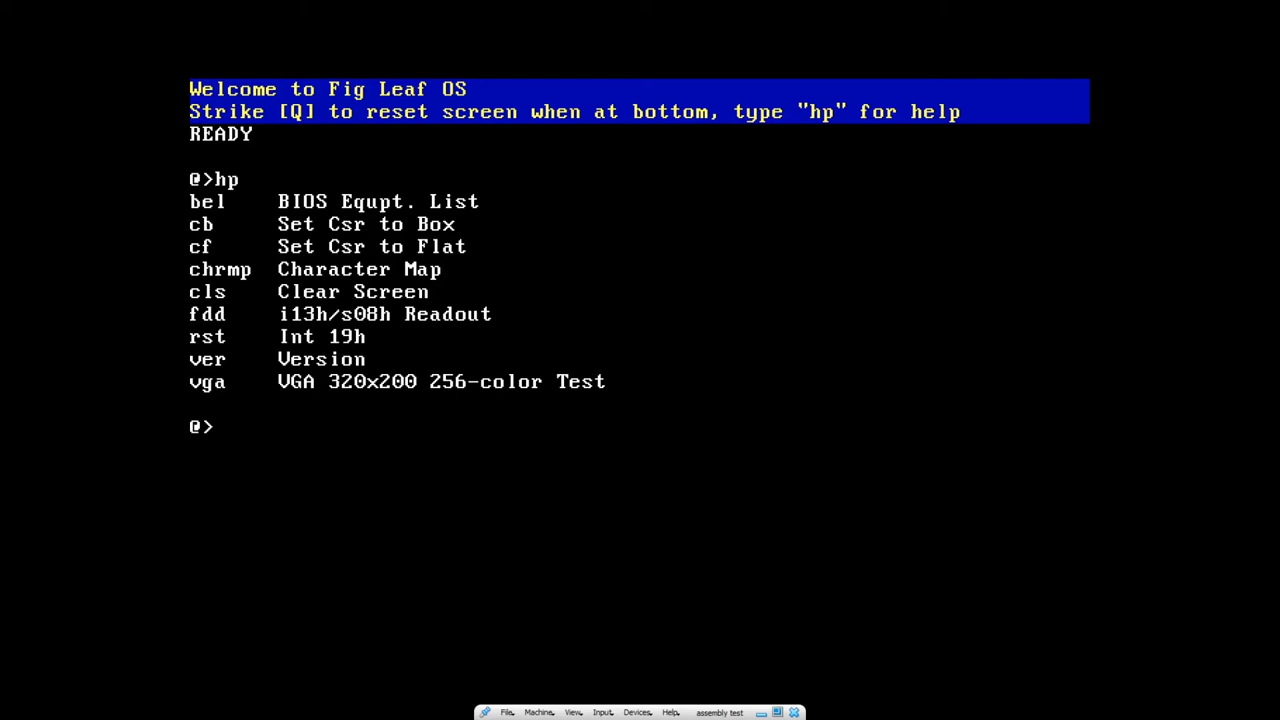 Welcome to Fig Leaf OS
Strike [Q] to reset screen when at bottom, type "hp" for help
READY
@>hp
bel BIOS Equpt. List
cb Set Csr to Box
cf Set Csr to Flat
chrmp Character Map
cls Clear Screen
fdd i13h/s08h Readout
rst Int 19h
ver Version
vga VGA 320x200 256-color Test
@>
File Machine View Input Devices Help assembly test